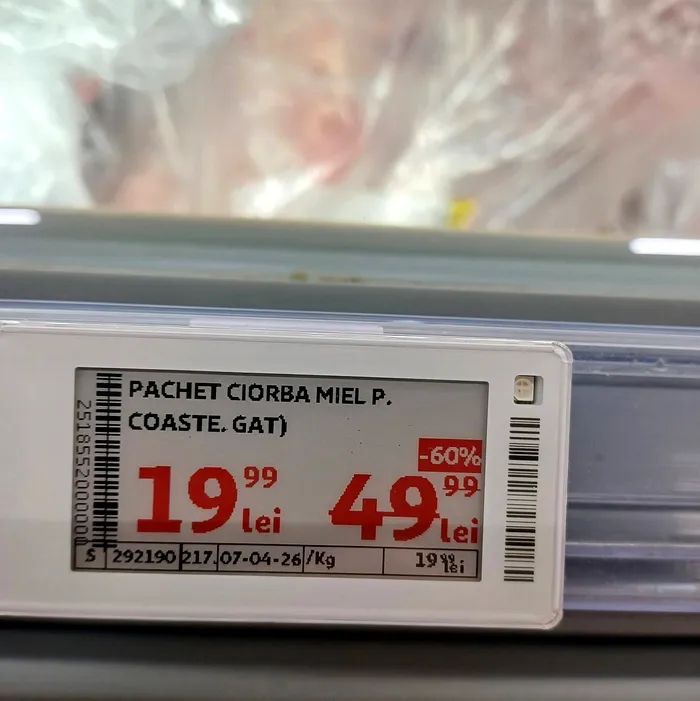 PACHET CIORBA MIEL P.
COASTE. GAT)
-60%
19 99 lei
49 99 lei
S 292190 217. 07-04-26 /Kg 19 99 lei